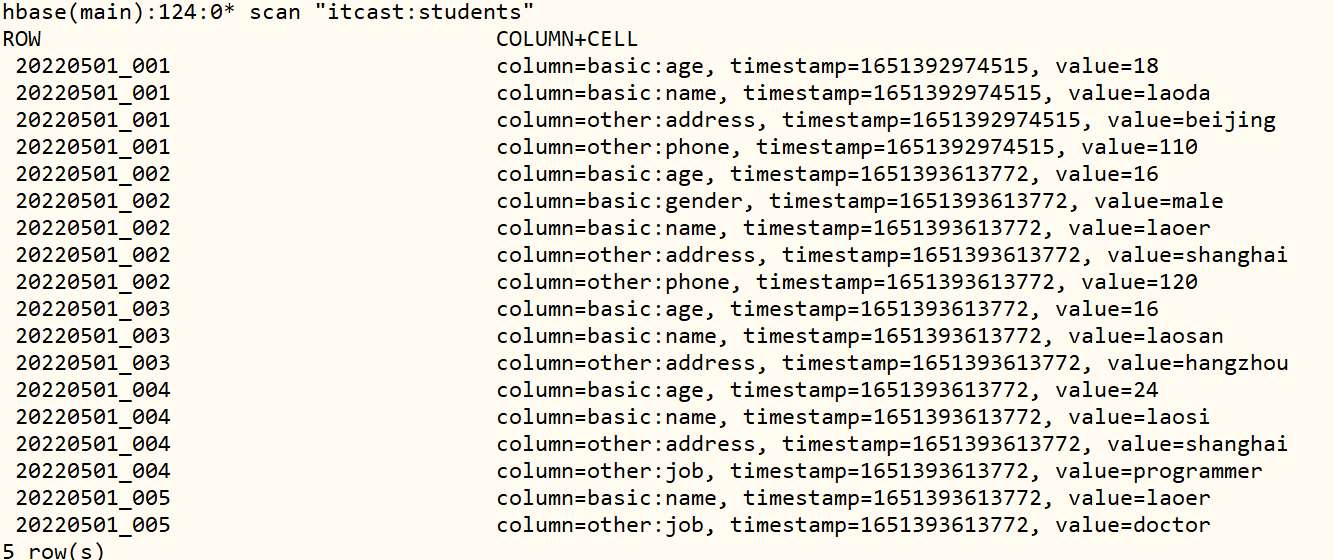 hbase(main):124:0* scan "itcast:students"
ROW COLUMN+CELL
20220501_001 column=basic:age, timestamp=1651392974515, value=18
20220501_001 column=basic:name, timestamp=1651392974515, value=laoda
20220501_001 column=other:address, timestamp=1651392974515, value=beijing
20220501_001 column=other:phone, timestamp=1651392974515, value=110
20220501_002 column=basic:age, timestamp=1651393613772, value=16
20220501_002 column=basic:gender, timestamp=1651393613772, value=male
20220501_002 column=basic:name, timestamp=1651393613772, value=laoer
20220501_002 column=other:address, timestamp=1651393613772, value=shanghai
20220501_002 column=other:phone, timestamp=1651393613772, value=120
20220501_003 column=basic:age, timestamp=1651393613772, value=16
20220501_003 column=basic:name, timestamp=1651393613772, value=laosan
20220501_003 column=other:address, timestamp=1651393613772, value=hangzhou
20220501_004 column=basic:age, timestamp=1651393613772, value=24
20220501_004 column=basic:name, timestamp=1651393613772, value=laosi
20220501_004 column=other:address, timestamp=1651393613772, value=shanghai
20220501_004 column=other:job, timestamp=1651393613772, value=programmer
20220501_005 column=basic:name, timestamp=1651393613772, value=laoer
20220501_005 column=other:job, timestamp=1651393613772, value=doctor
5 row(s)